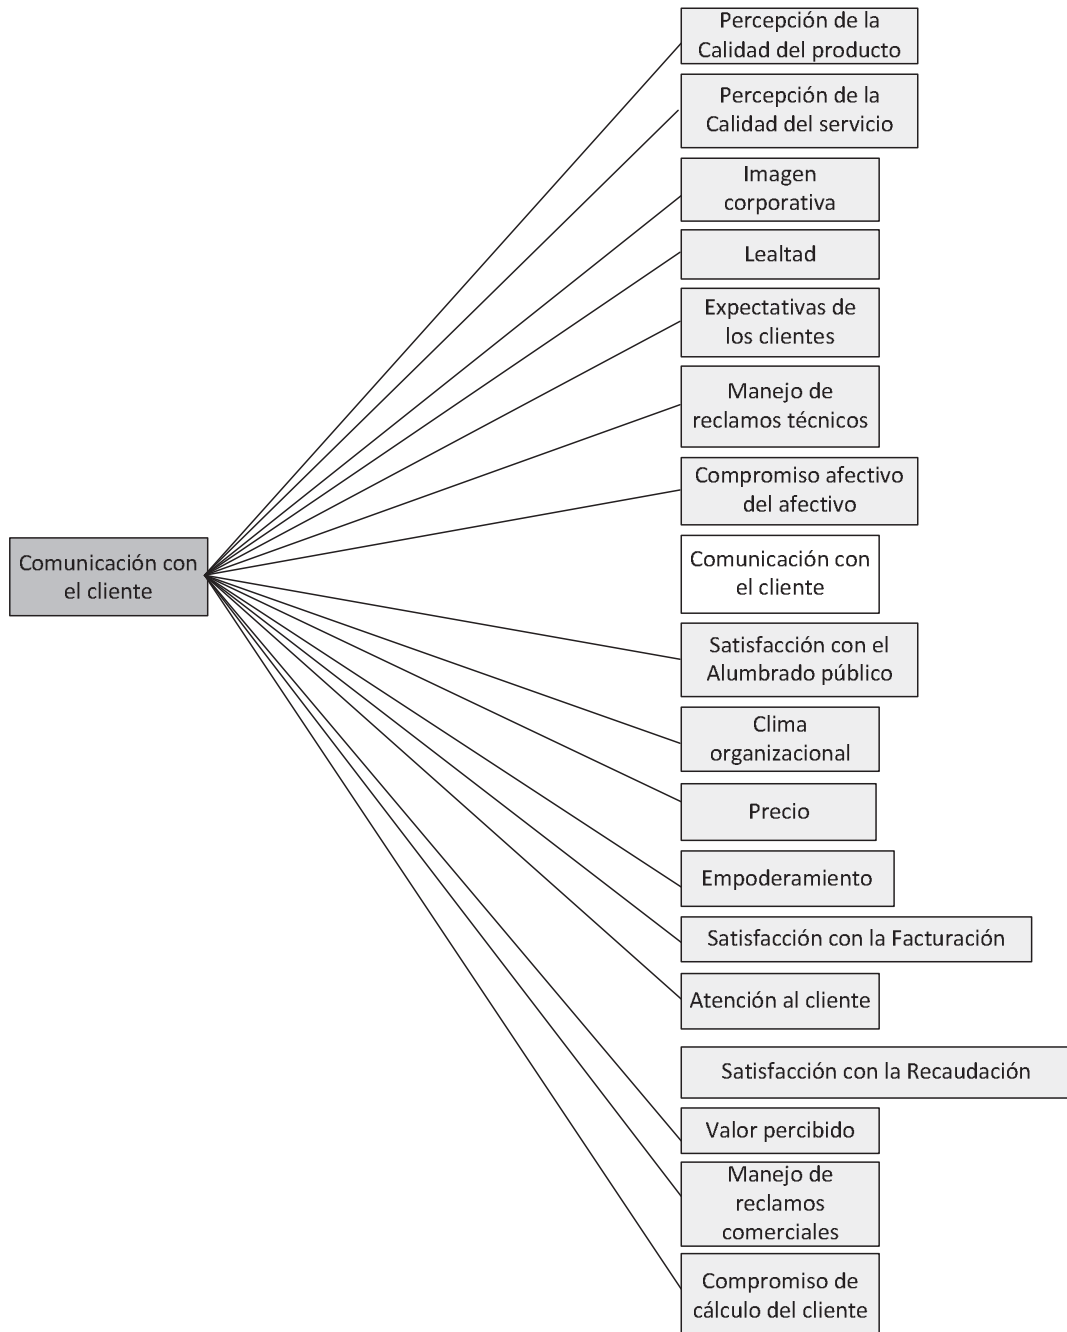 Percepción de la
Calidad del producto
Percepción de la
Calidad del servicio
Imagen
corporativa
Lealtad
Expectativas de
los clientes
Manejo de
reclamos técnicos
Compromiso afectivo
del afectivo
Comunicación con
el cliente
Comunicación con
el cliente
Satisfacción con el
Alumbrado público
Clima
organizacional
Precio
Empoderamiento
Satisfacción con la Facturación
Atención al cliente
Satisfacción con la Recaudación
Valor percibido
Manejo de
reclamos
comerciales
Compromiso de
cálculo del cliente